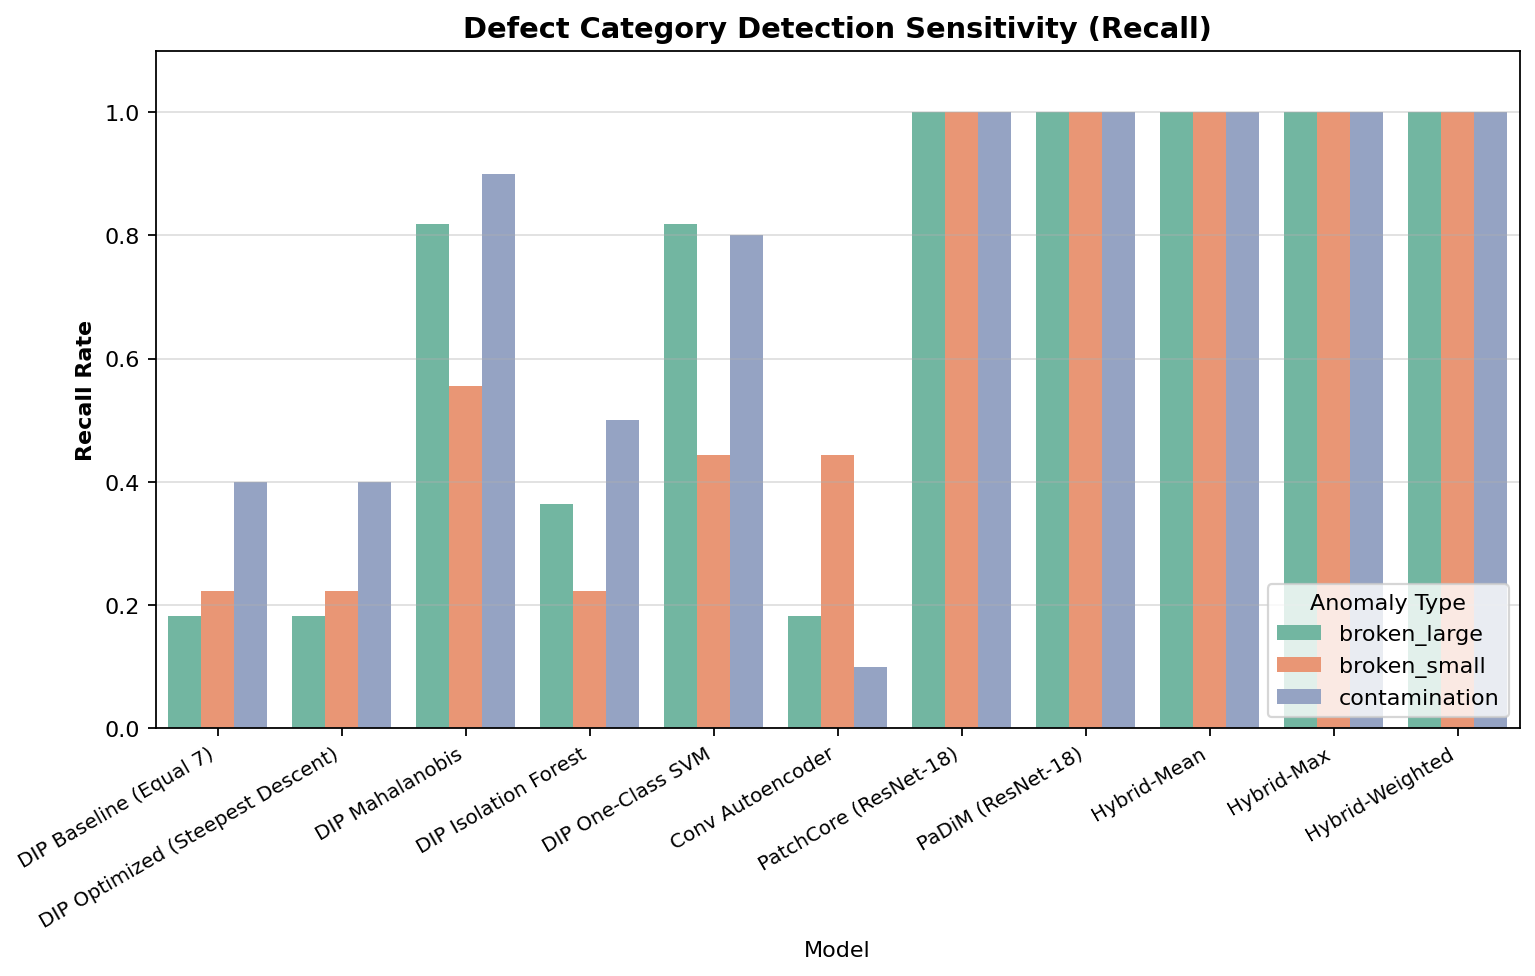 Defect Category Detection Sensitivity (Recall)
Recall Rate
1.0
0.8
0.6
0.4
0.2
0.0
Anomaly Type
broken_large
broken_small
contamination
DIP Baseline (Equal 7)
DIP Optimized (Steepest Descent)
DIP Mahalanobis
DIP Isolation Forest
DIP One-Class SVM
Conv Autoencoder
PatchCore (ResNet-18)
PaDiM (ResNet-18)
Hybrid-Mean
Hybrid-Max
Hybrid-Weighted
Model